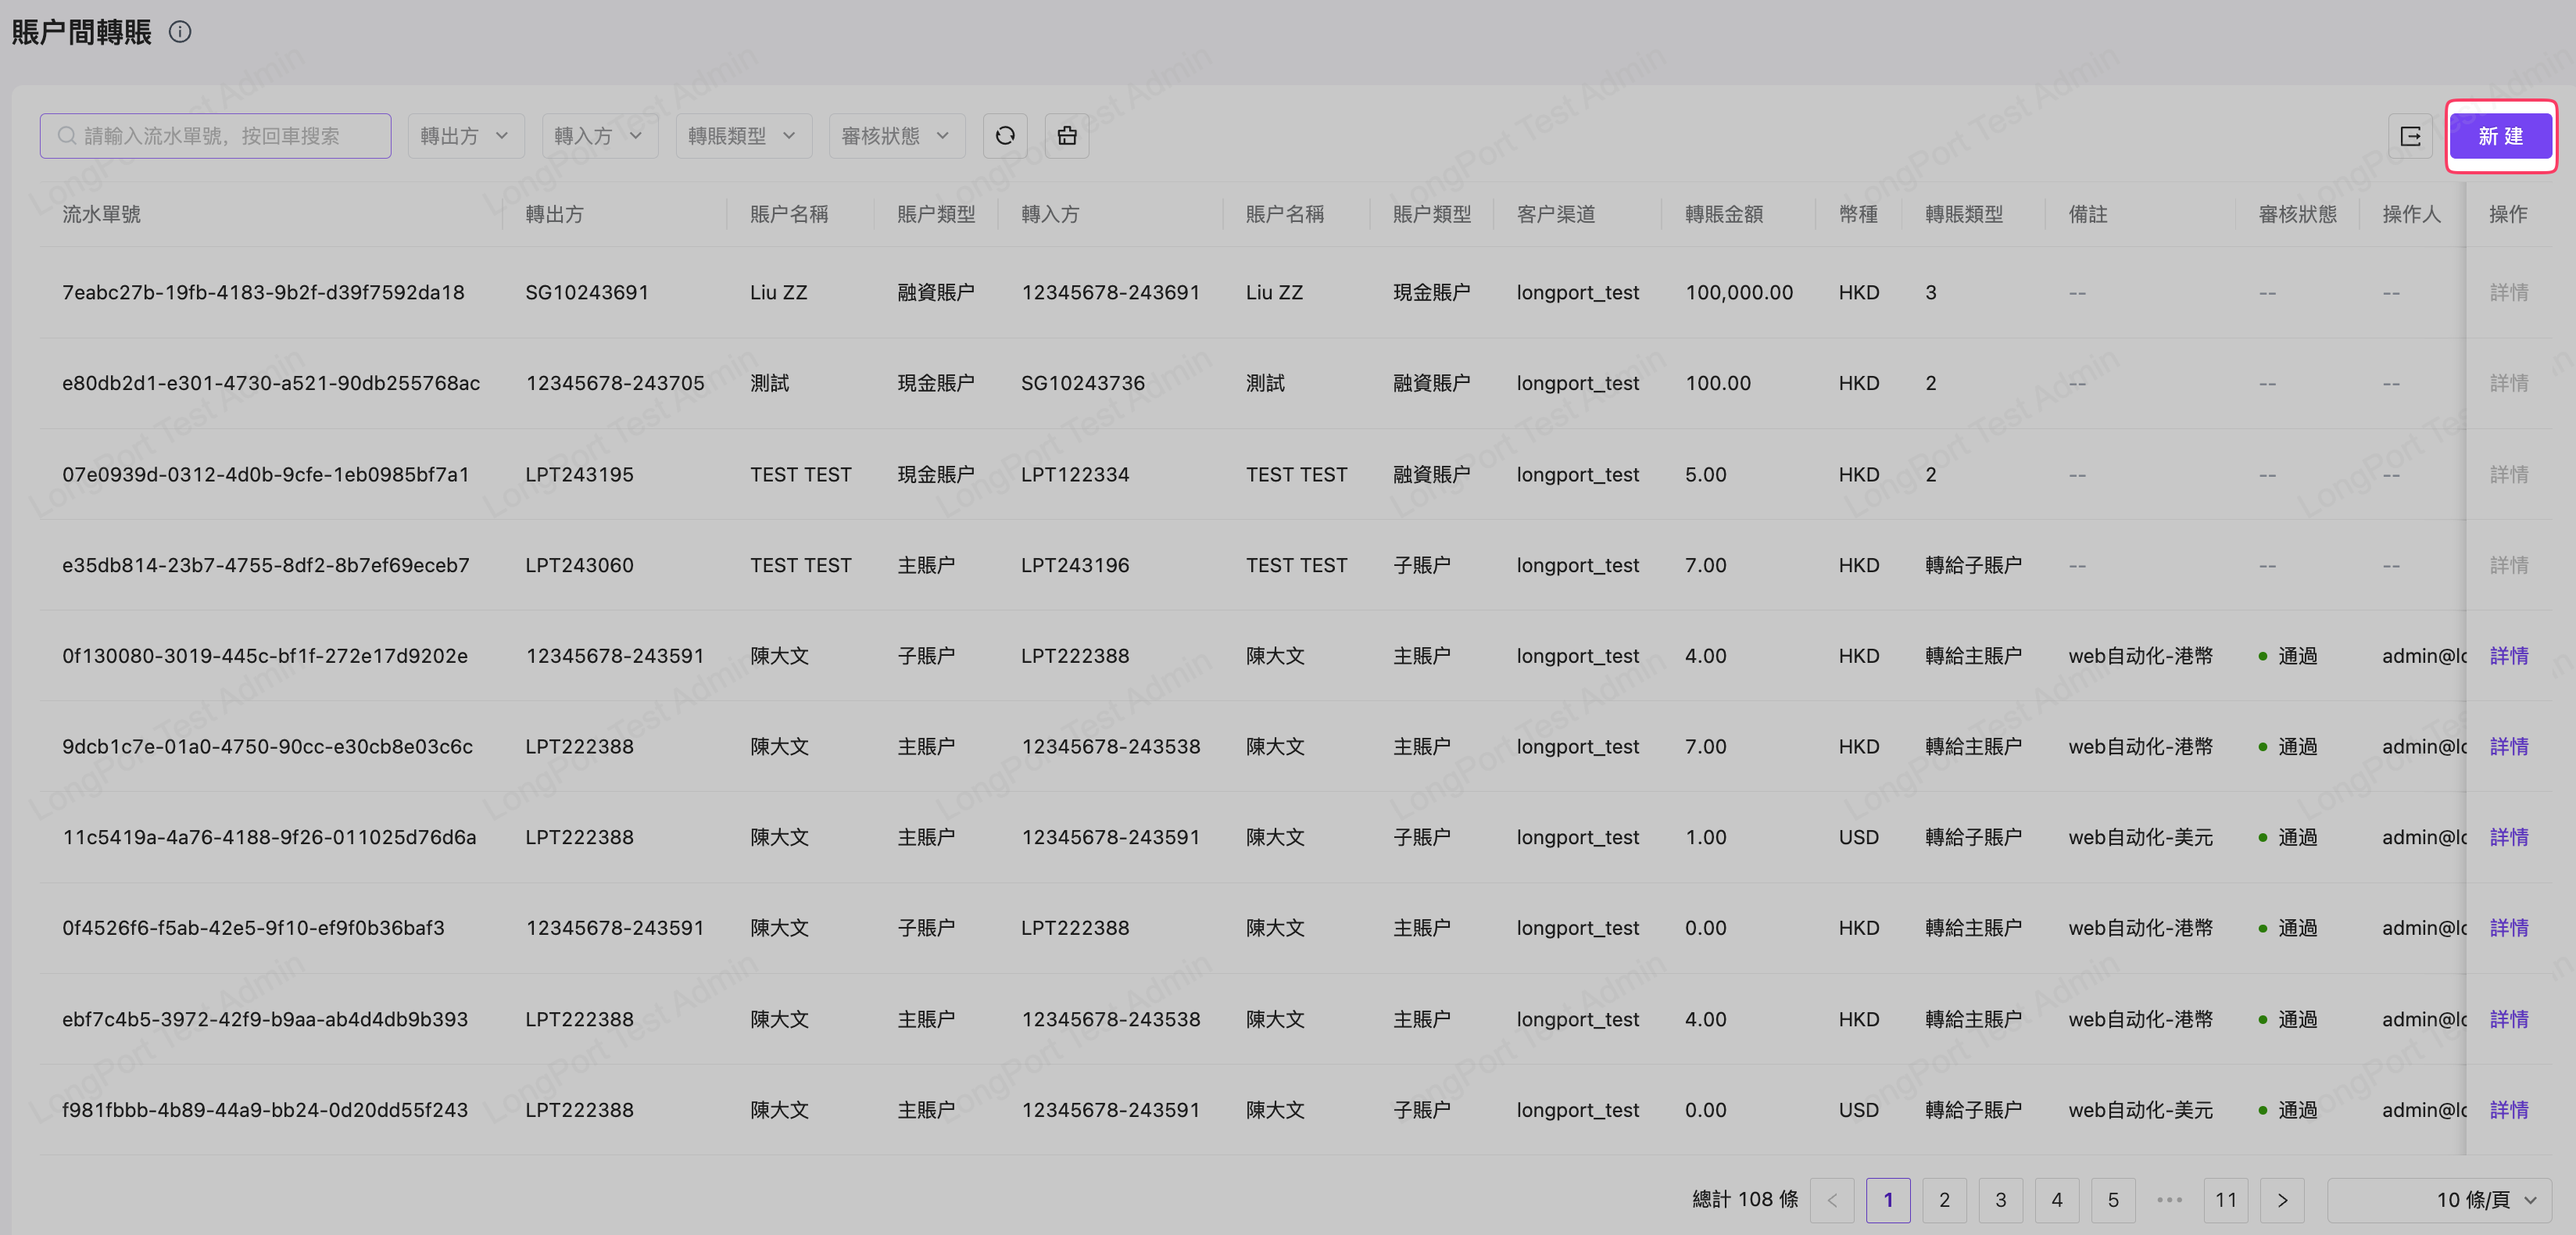 賬户間轉賬
請輸入流水單號，按回車搜索 轉出方 轉入方 轉賬類型 審核狀態 新 建
流水單號 轉出方 賬户名稱 賬户類型 轉入方 賬户名稱 賬户類型 客户渠道 轉賬金額 幣種 轉賬類型 備註 審核狀態 操作人 操作
7eabc27b-19fb-4183-9b2f-d39f7592da18 SG10243691 Liu ZZ 融資賬户 12345678-243691 Liu ZZ 現金賬户 longport_test 100,000.00 HKD 3 -- -- -- 詳情
e80db2d1-e301-4730-a521-90db255768ac 12345678-243705 測試 現金賬户 SG10243736 測試 融資賬户 longport_test 100.00 HKD 2 -- -- -- 詳情
07e0939d-0312-4d0b-9cfe-1eb0985bf7a1 LPT243195 TEST TEST 現金賬户 LPT122334 TEST TEST 融資賬户 longport_test 5.00 HKD 2 -- -- -- 詳情
e35db814-23b7-4755-8df2-8b7ef69eceb7 LPT243060 TEST TEST 主賬户 LPT243196 TEST TEST 子賬户 longport_test 7.00 HKD 轉給子賬户 -- -- -- 詳情
0f130080-3019-445c-bf1f-272e17d9202e 12345678-243591 陳大文 子賬户 LPT222388 陳大文 主賬户 longport_test 4.00 HKD 轉給主賬户 web自动化-港幣 通過 admin@lc 詳情
9dcb1c7e-01a0-4750-90cc-e30cb8e03c6c LPT222388 陳大文 主賬户 12345678-243538 陳大文 主賬户 longport_test 7.00 HKD 轉給主賬户 web自动化-港幣 通過 admin@lc 詳情
11c5419a-4a76-4188-9f26-011025d76d6a LPT222388 陳大文 主賬户 12345678-243591 陳大文 子賬户 longport_test 1.00 USD 轉給子賬户 web自动化-美元 通過 admin@lc 詳情
0f4526f6-f5ab-42e5-9f10-ef9f0b36baf3 12345678-243591 陳大文 子賬户 LPT222388 陳大文 主賬户 longport_test 0.00 HKD 轉給主賬户 web自动化-港幣 通過 admin@lc 詳情
ebf7c4b5-3972-42f9-b9aa-ab4d4db9b393 LPT222388 陳大文 主賬户 12345678-243538 陳大文 主賬户 longport_test 4.00 HKD 轉給主賬户 web自动化-港幣 通過 admin@lc 詳情
f981fbbb-4b89-44a9-bb24-0d20dd55f243 LPT222388 陳大文 主賬户 12345678-243591 陳大文 子賬户 longport_test 0.00 USD 轉給子賬户 web自动化-美元 通過 admin@lc 詳情
總計 108 條 < 1 2 3 4 5 ••• 11 > 10 條/頁
LongPort Test Admin